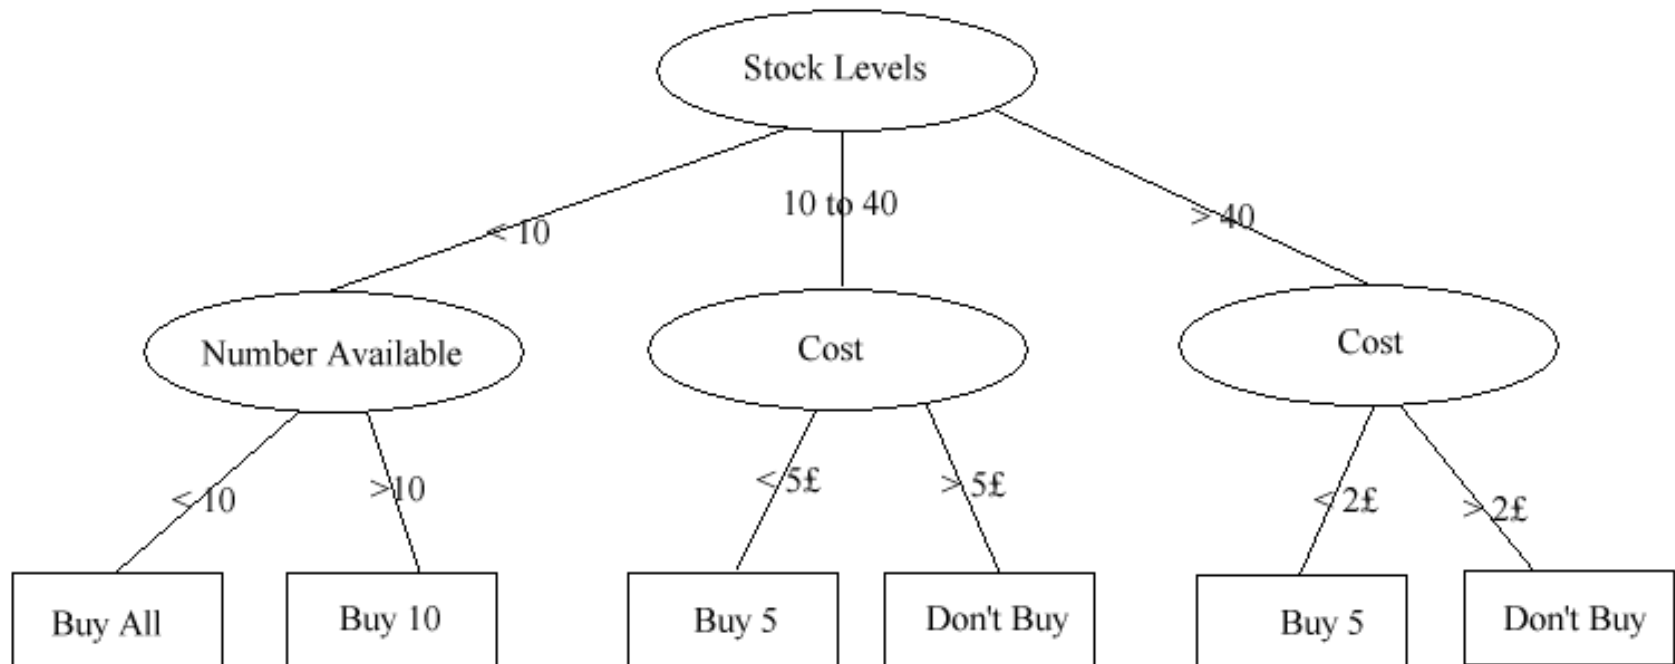 Stock Levels
< 10
10 to 40
> 40
Number Available
Cost
Cost
< 10
>10
< 5£
> 5£
< 2£
> 2£
Buy All
Buy 10
Buy 5
Don't Buy
Buy 5
Don't Buy